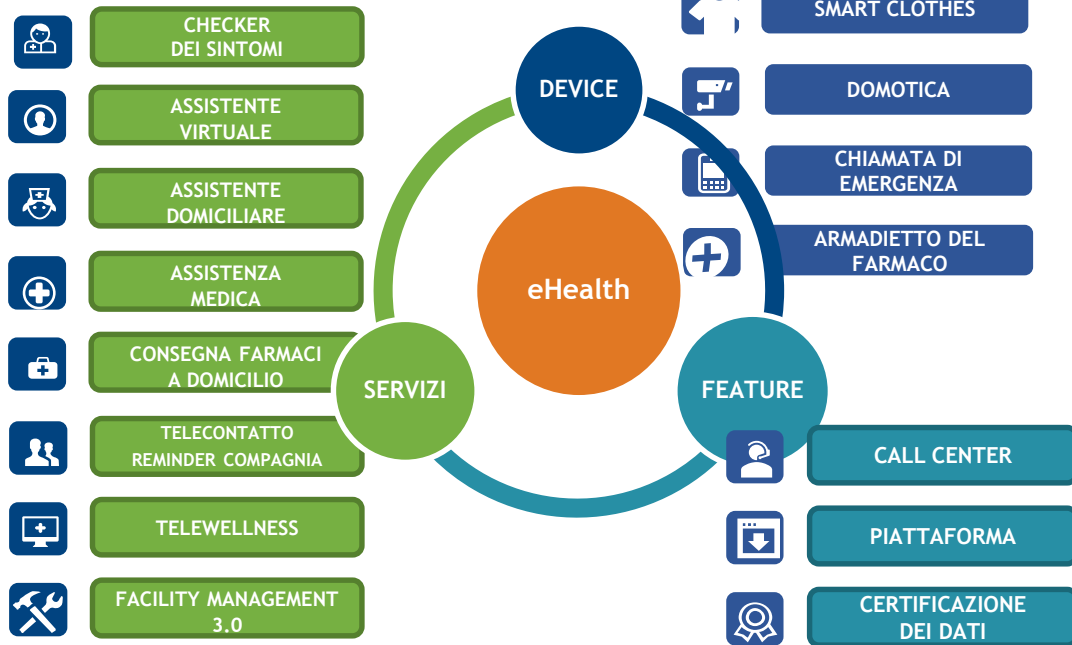 CHECKER
DEI SINTOMI
ASSISTENTE
VIRTUALE
ASSISTENTE
DOMICILIARE
ASSISTENZA
MEDICA
CONSEGNA FARMACI
A DOMICILIO
TELECONTATTO
REMINDER COMPAGNIA
TELEWELLNESS
FACILITY MANAGEMENT
3.0
DEVICE
eHealth
SERVIZI
FEATURE
SMART CLOTHES
DOMOTICA
CHIAMATA DI
EMERGENZA
ARMADIETTO DEL
FARMACO
CALL CENTER
PIATTAFORMA
CERTIFICAZIONE
DEI DATI